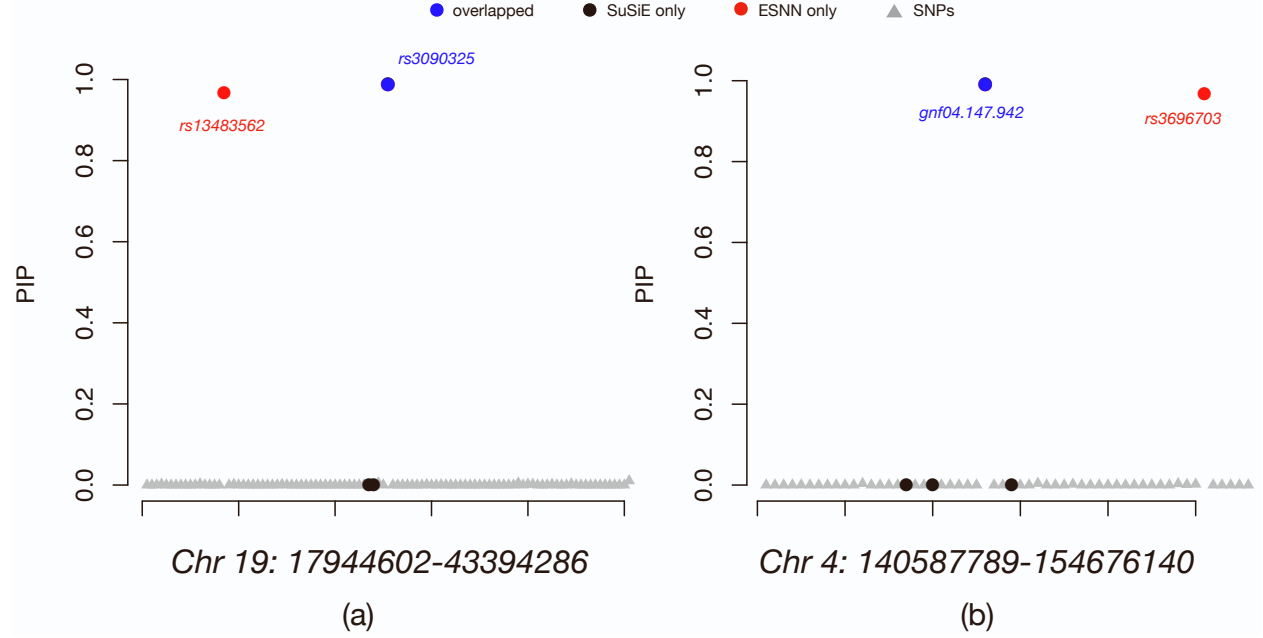 overlapped SuSiE only ESNN only SNPs
PIP
1.0
0.8
0.6
0.4
0.2
0.0
rs3090325
rs13483562
Chr 19: 17944602-43394286
(a)
PIP
1.0
0.8
0.6
0.4
0.2
0.0
gnf04.147.942
rs3696703
Chr 4: 140587789-154676140
(b)